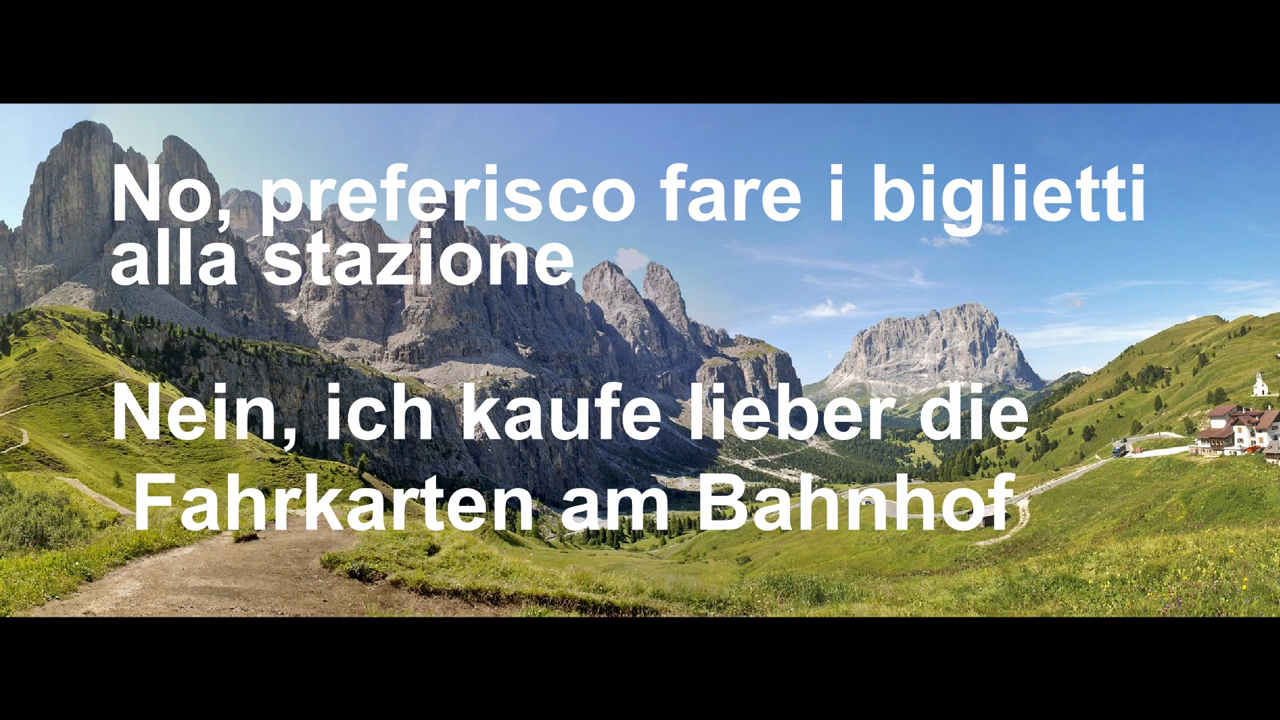 No, preferisco fare i biglietti
alla stazione
Nein, ich kaufe lieber die
Fahrkarten am Bahnhof